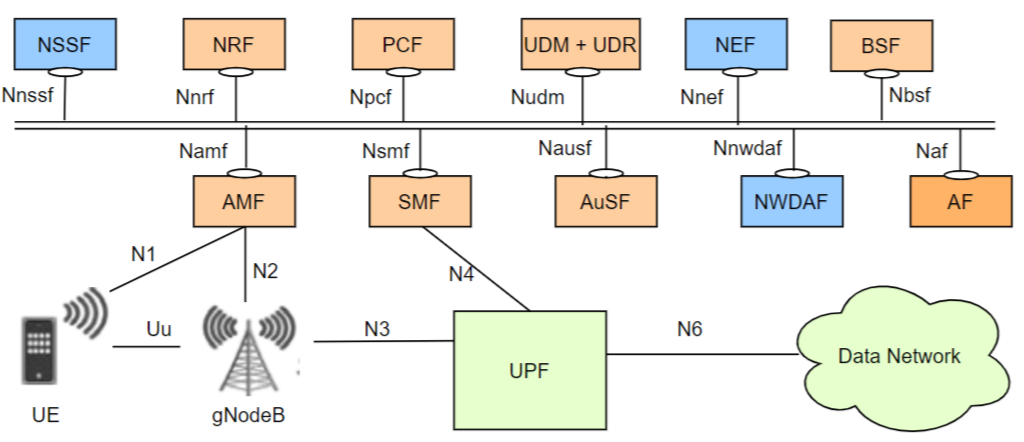 NSSF
NRF
PCF
UDM + UDR
NEF
BSF
Nnssf
Nnrf
Npcf
Nudm
Nnef
Nbsf
Namf
Nsmf
Nausf
Nnwdaf
Naf
AMF
SMF
AuSF
NWDAF
AF
N1
N2
N4
Uu
N3
N6
UPF
Data Network
UE
gNodeB